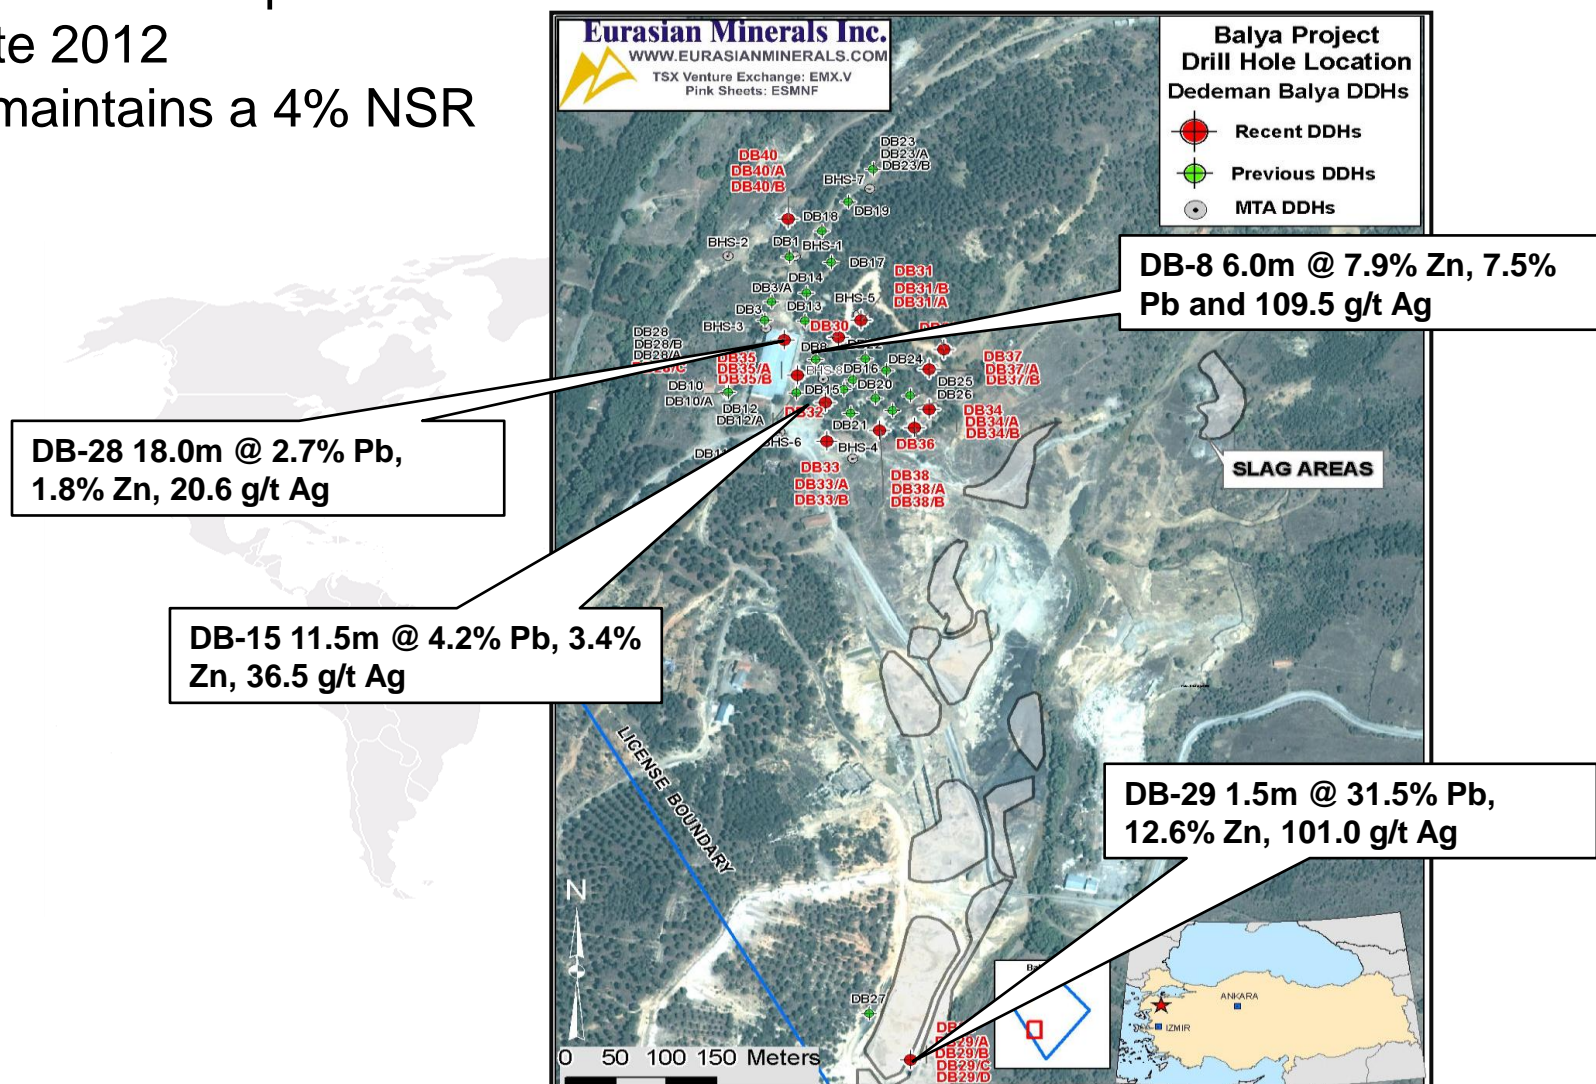 te 2012
maintains a 4% NSR
Eurasian Minerals Inc.
WWW.EURASIANMINERALS.COM
TSX Venture Exchange: EMX.V
Pink Sheets: ESMNF
Balya Project
Drill Hole Location
Dedeman Balya DDHs
Recent DDHs
Previous DDHs
MTA DDHs
DB40
DB40/A
DB40/B
DB23
DB23/A
DB23/B
BHS-7
DB19
DB18
BHS-2
DB1
BHS-1
DB17
DB14
DB3/A
DB3
DB13
BHS-5
DB31
DB31/B
DB31/A
BHS-3
DB30
DB28
DB28/B
DB28/A
DB35
DB35/A
DB35/B
DB8
BHS-8
DB16
DB24
DB37
DB37/A
DB37/B
DB10
DB10/A
DB15
DB20
DB25
DB26
DB12
DB12/A
DB32
DB21
DB34
DB34/A
DB34/B
BHS-4
DB36
DB33
DB33/A
DB33/B
DB38
DB38/A
DB38/B
DB-8 6.0m @ 7.9% Zn, 7.5%
Pb and 109.5 g/t Ag
DB-28 18.0m @ 2.7% Pb,
1.8% Zn, 20.6 g/t Ag
SLAG AREAS
DB-15 11.5m @ 4.2% Pb, 3.4%
Zn, 36.5 g/t Ag
LICENSE BOUNDARY
DB-29 1.5m @ 31.5% Pb,
12.6% Zn, 101.0 g/t Ag
N
DB27
DB29/A
DB29/B
DB29/C
DB29/D
ANKARA
IZMIR
0 50 100 150 Meters